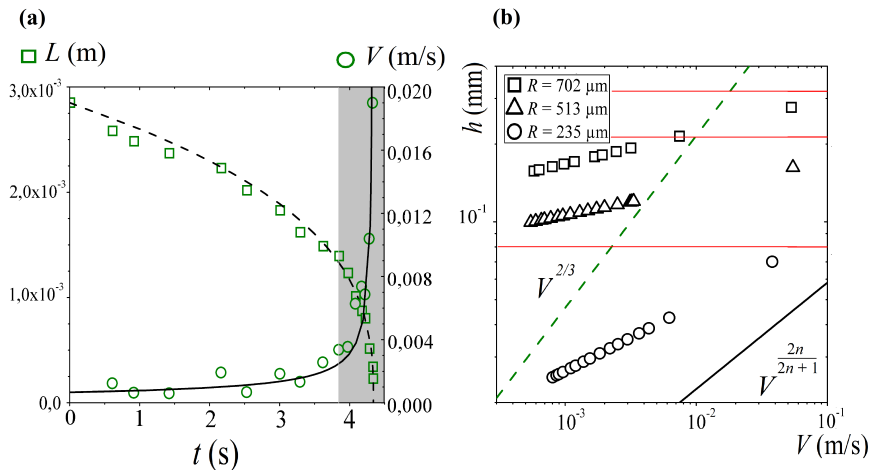 (a)
L (m)
V (m/s)
3,0x10⁻³
2,0x10⁻³
1,0x10⁻³
0,0
0,020
0,016
0,012
0,008
0,004
0,000
0 1 2 3 4
t (s)
(b)
h (mm)
R = 702 µm
R = 513 µm
R = 235 µm
10⁻¹
V^{2/3}
V^{\frac{2n}{2n+1}}
10⁻³ 10⁻² 10⁻¹
V (m/s)